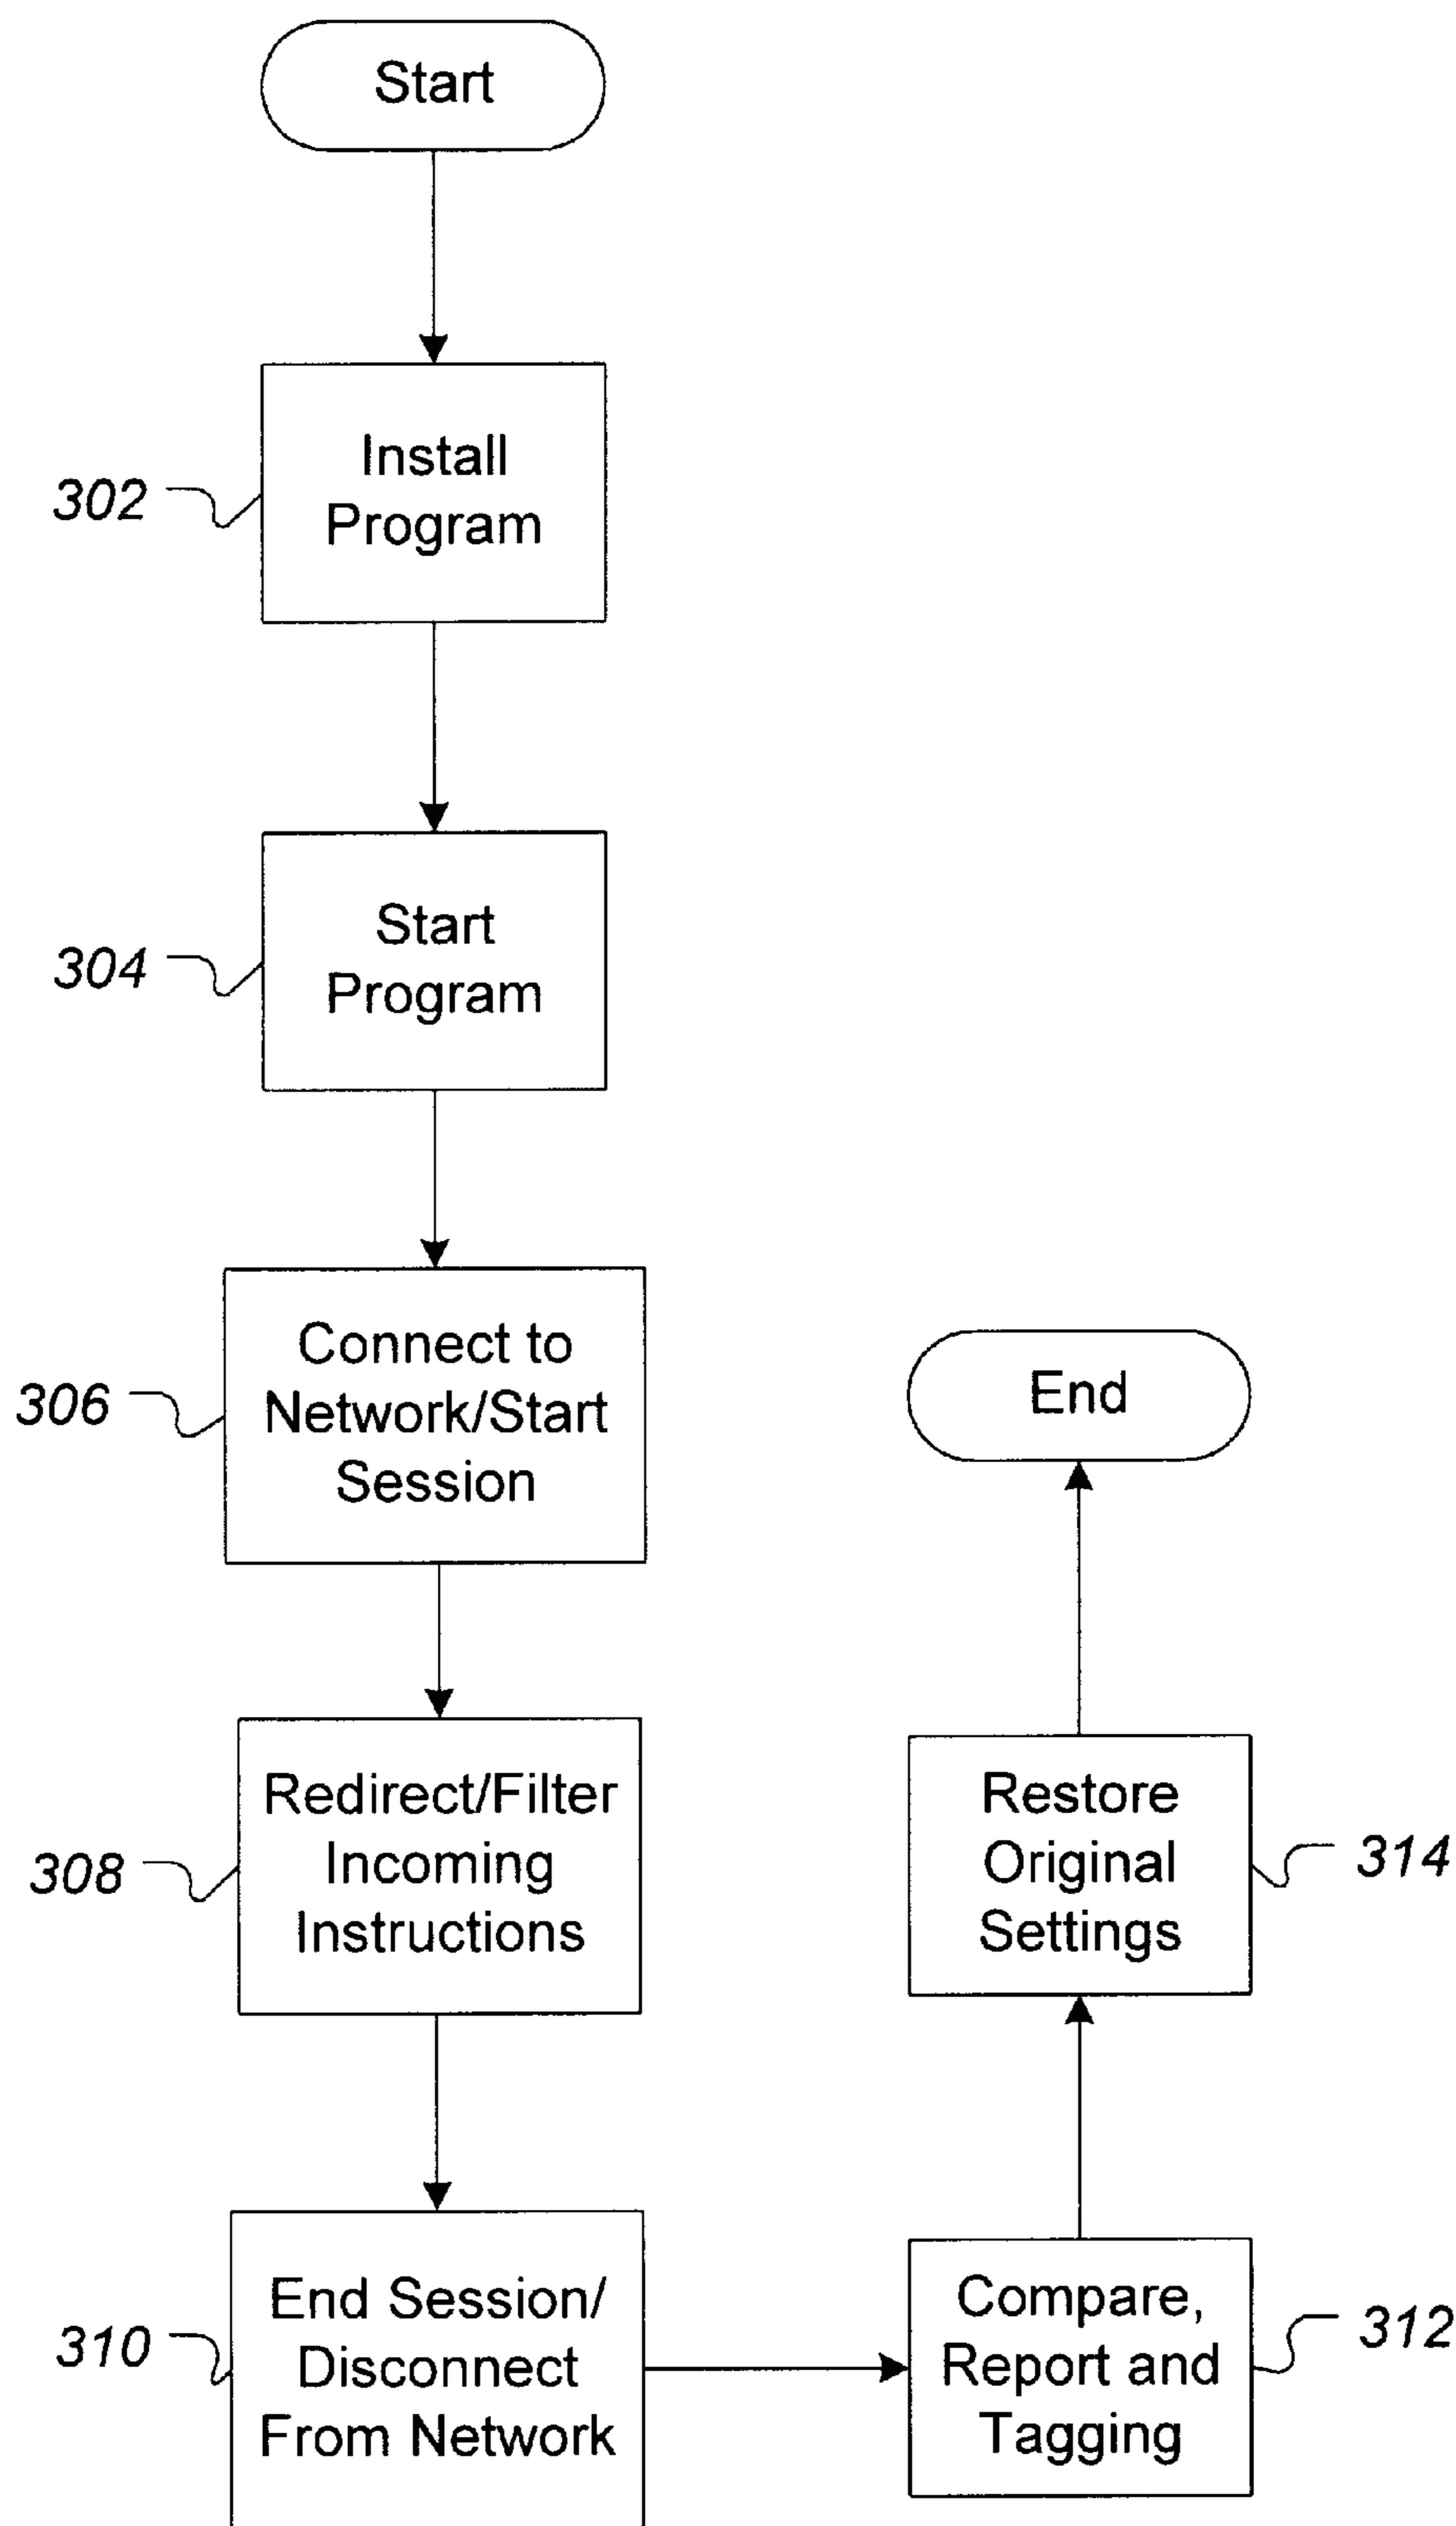 Start
302
Install
Program
304
Start
Program
306
Connect to
Network/Start
Session
308
Redirect/Filter
Incoming
Instructions
310
End Session/
Disconnect
From Network
Compare,
Report and
Tagging
312
Restore
Original
Settings
314
End